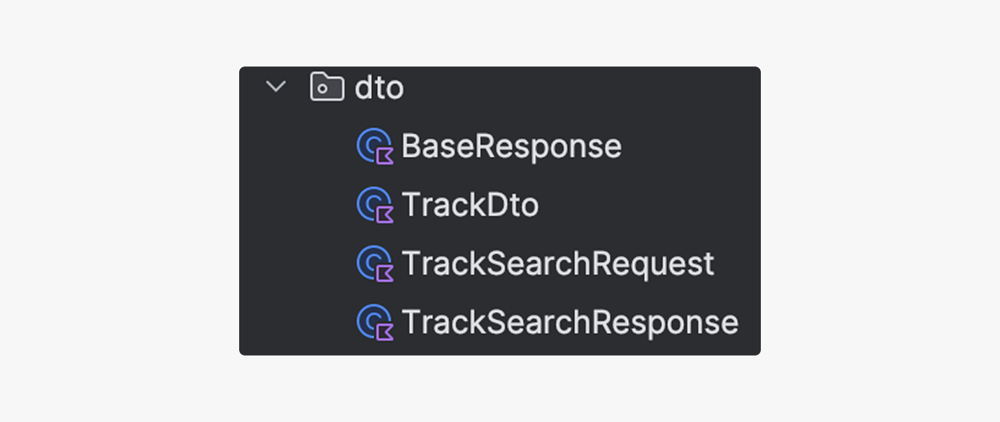 dto
BaseResponse
TrackDto
TrackSearchRequest
TrackSearchResponse